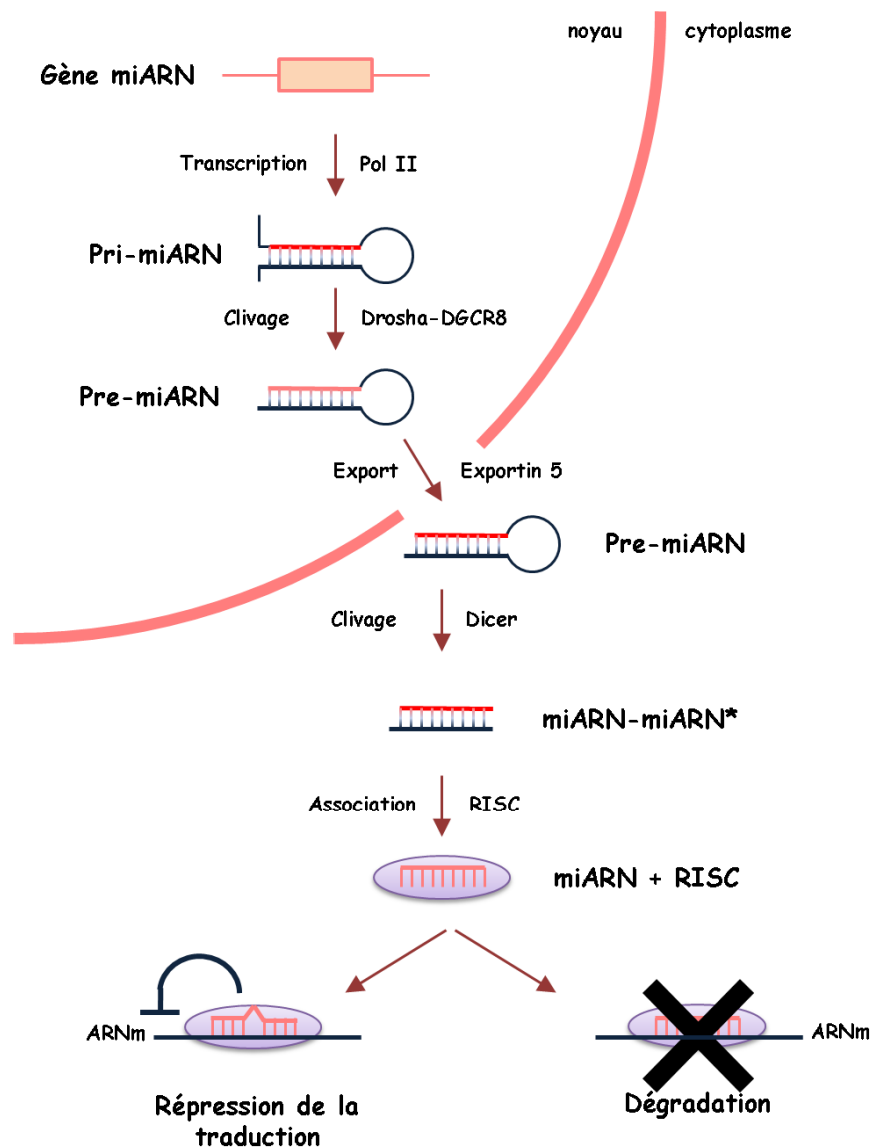 noyau cytoplasme
Gène miARN
Transcription Pol II
Pri-miARN
Clivage Drosha-DGCR8
Pre-miARN
Export Exportin 5
Pre-miARN
Clivage Dicer
miARN-miARN*
Association RISC
miARN + RISC
ARNm ARNm
Répression de la
traduction
Dégradation